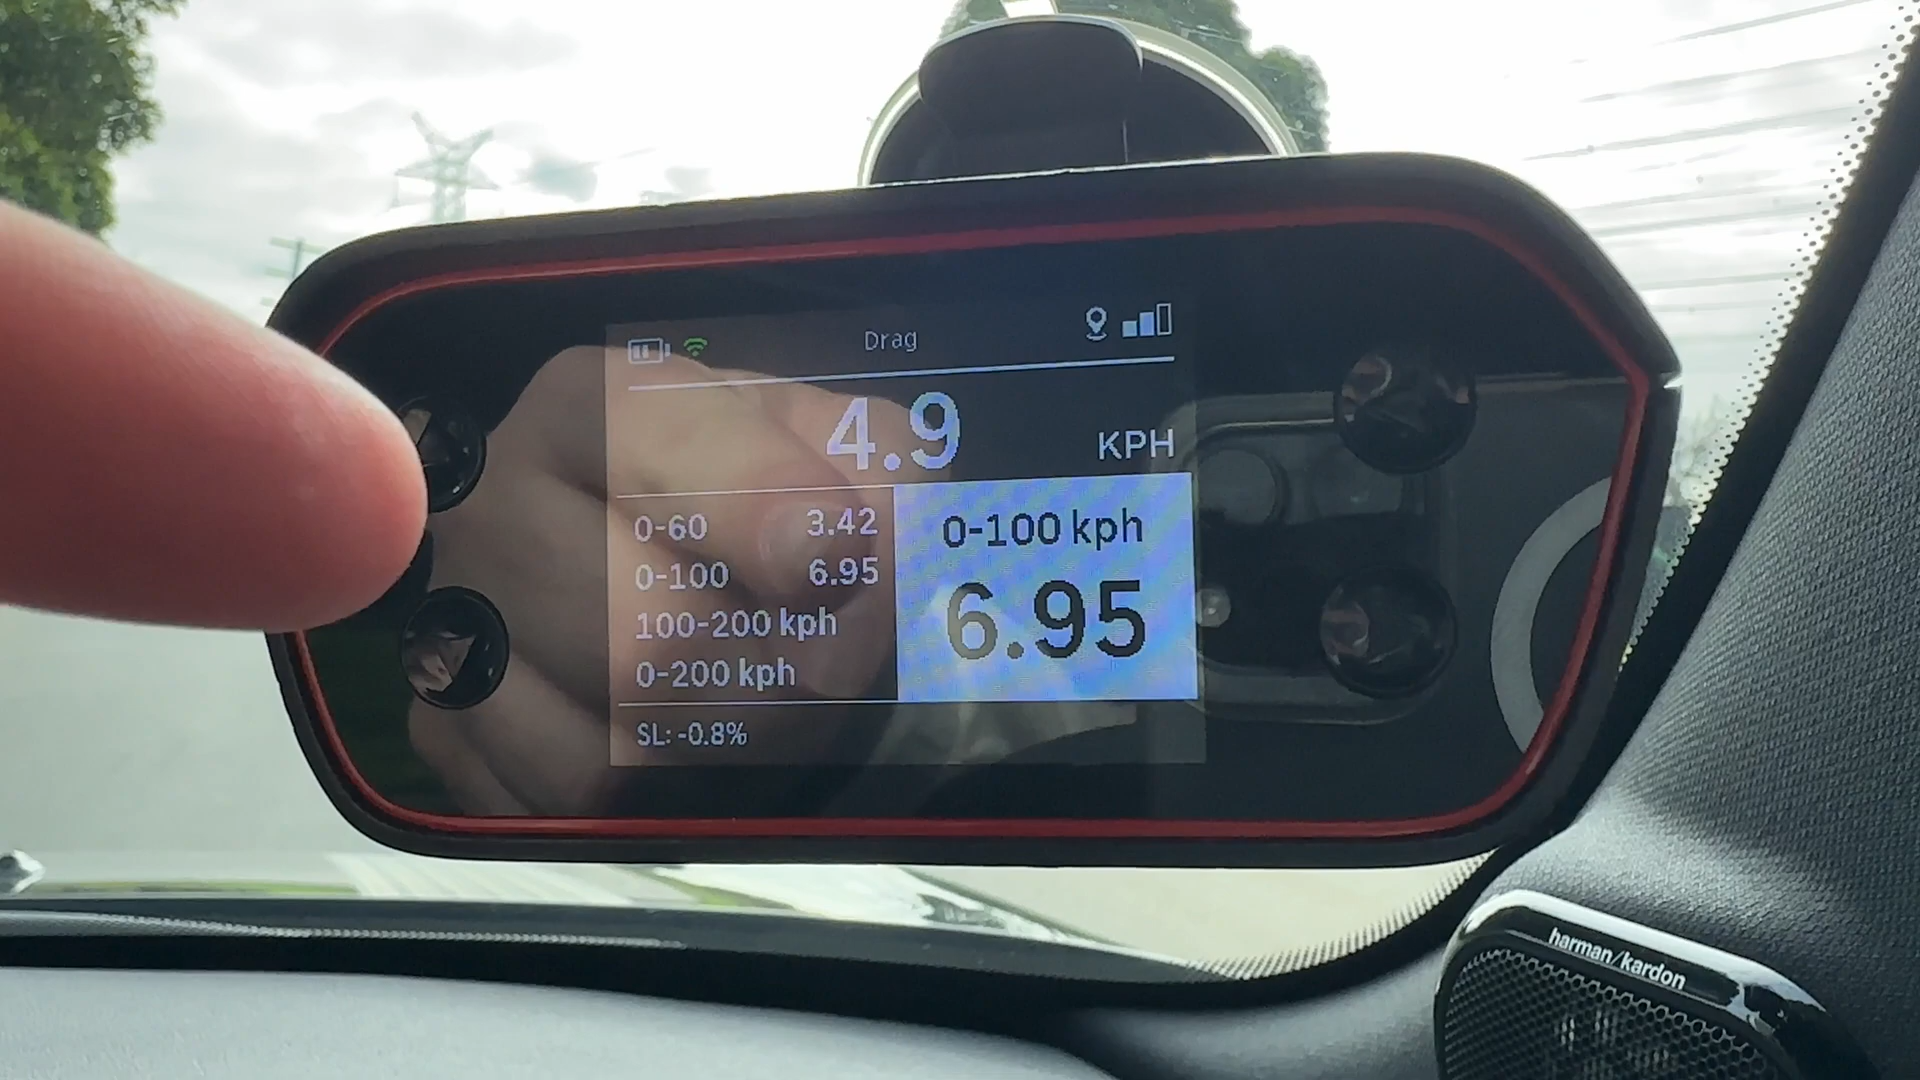 Drag
4.9 KPH
0-60 3.42
0-100 6.95
100-200 kph
0-200 kph
0-100 kph
6.95
SL: -0.8%
harman/kardon